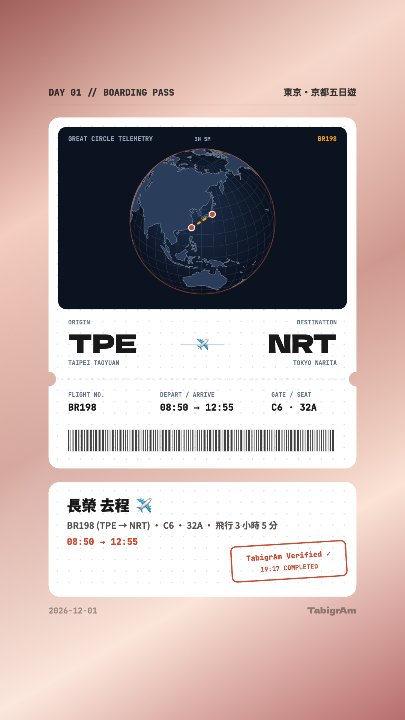 DAY 01 // BOARDING PASS
東京・京都五日遊
GREAT CIRCLE TELEMETRY
3H 5M
BR198
ORIGIN
DESTINATION
TPE ✈️ NRT
TAIPEI TAOYUAN
TOKYO NARITA
FLIGHT NO.
DEPART / ARRIVE
GATE / SEAT
BR198
08:50 → 12:55
C6 · 32A
長榮 去程 ✈️
BR198 (TPE → NRT) • C6 • 32A • 飛行 3 小時 5 分
08:50 → 12:55
TabigrAm Verified ✓
19:17 COMPLETED
2026-12-01
TabigrAm